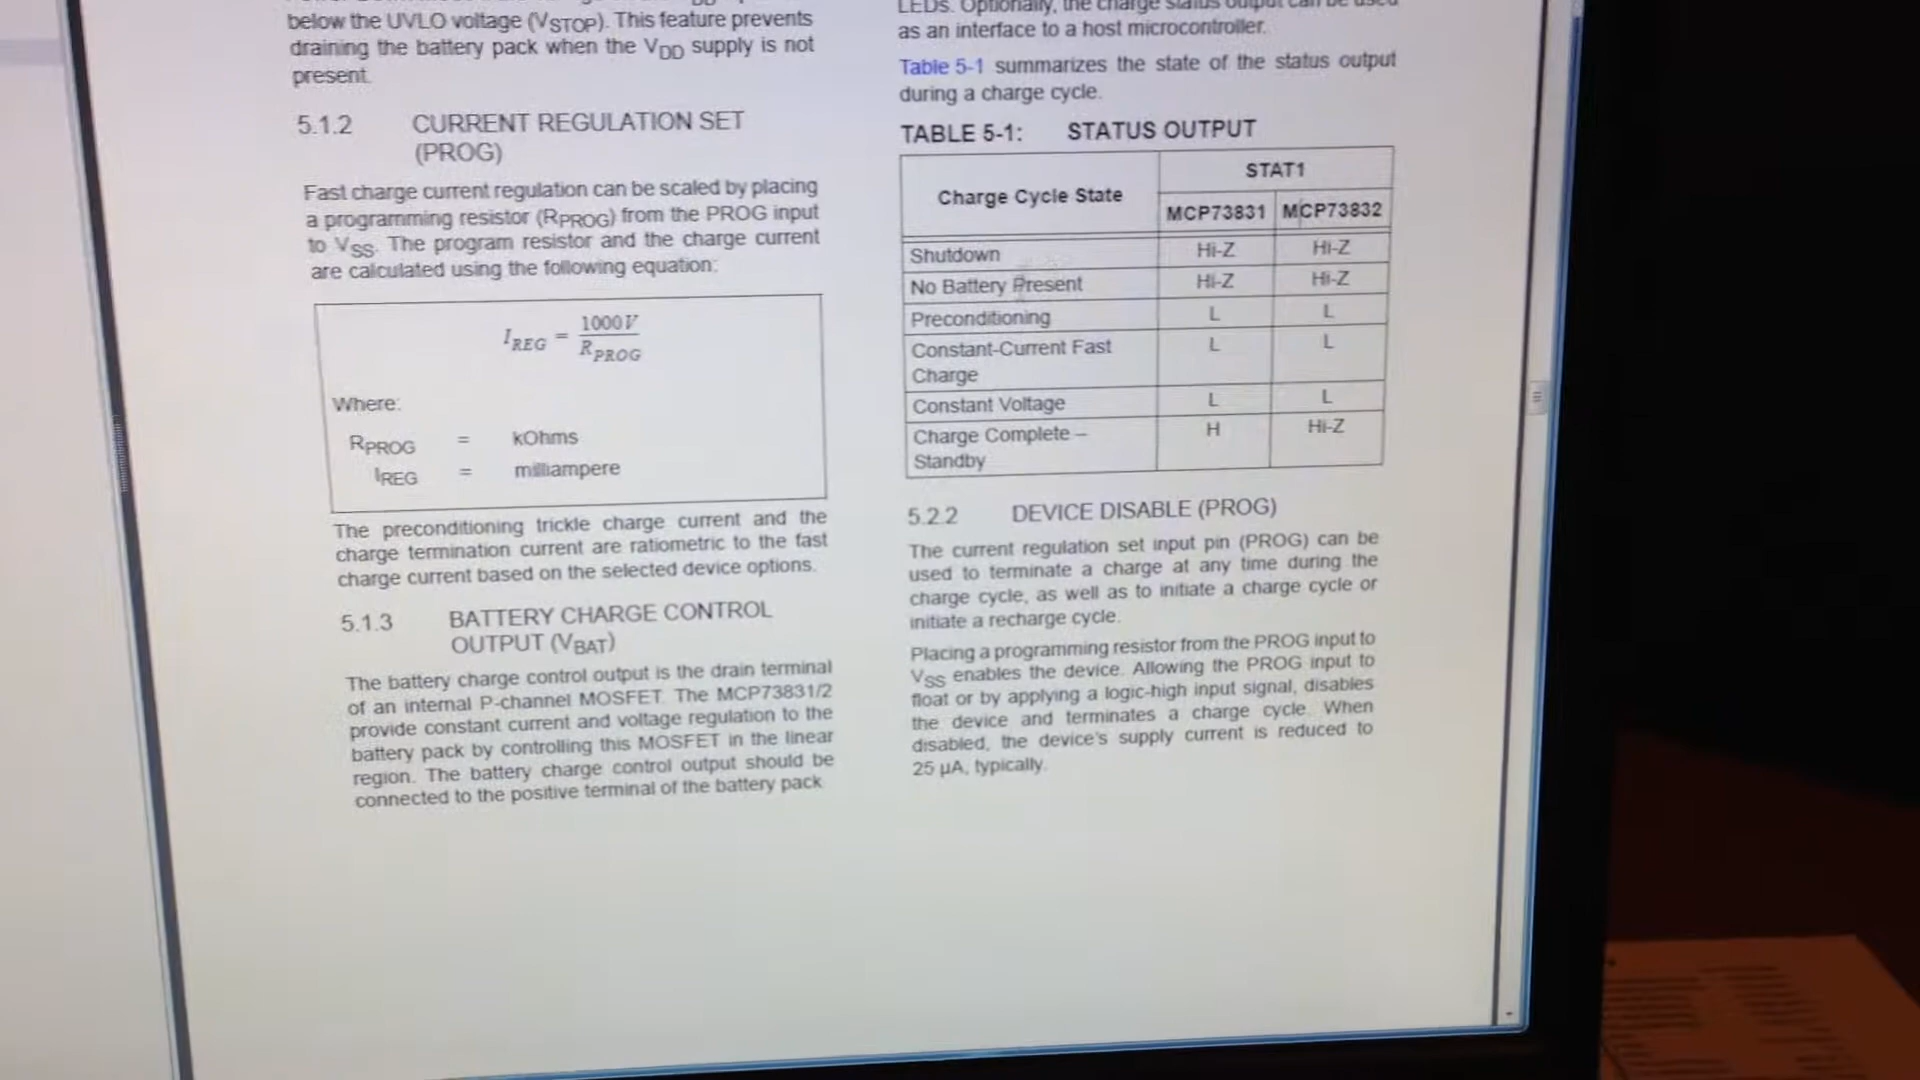 below the UVLO voltage (VSTOP). This feature prevents
draining the battery pack when the VDD supply is not
present.
5.1.2 CURRENT REGULATION SET
(PROG)
Fast charge current regulation can be scaled by placing
a programming resistor (RPROG) from the PROG input
to VSS. The program resistor and the charge current
are calculated using the following equation:
IREG = 1000V / RPROG
Where:
RPROG = kOhms
IREG = milliampere
The preconditioning trickle charge current and the
charge termination current are ratiometric to the fast
charge current based on the selected device options.
5.1.3 BATTERY CHARGE CONTROL
OUTPUT (VBAT)
The battery charge control output is the drain terminal
of an internal P-channel MOSFET. The MCP73831/2
provide constant current and voltage regulation to the
battery pack by controlling this MOSFET in the linear
region. The battery charge control output should be
connected to the positive terminal of the battery pack
LEDs. Optionally, the charge status output can be used
as an interface to a host microcontroller.
Table 5-1 summarizes the state of the status output
during a charge cycle.
TABLE 5-1: STATUS OUTPUT
Charge Cycle State STAT1
MCP73831 MCP73832
Shutdown Hi-Z Hi-Z
No Battery Present Hi-Z Hi-Z
Preconditioning L L
Constant-Current Fast L L
Charge
Constant Voltage L L
Charge Complete – H Hi-Z
Standby
5.2.2 DEVICE DISABLE (PROG)
The current regulation set input pin (PROG) can be
used to terminate a charge at any time during the
charge cycle, as well as to initiate a charge cycle or
initiate a recharge cycle.
Placing a programming resistor from the PROG input to
VSS enables the device. Allowing the PROG input to
float or by applying a logic-high input signal, disables
the device and terminates a charge cycle. When
disabled, the device's supply current is reduced to
25 µA, typically.